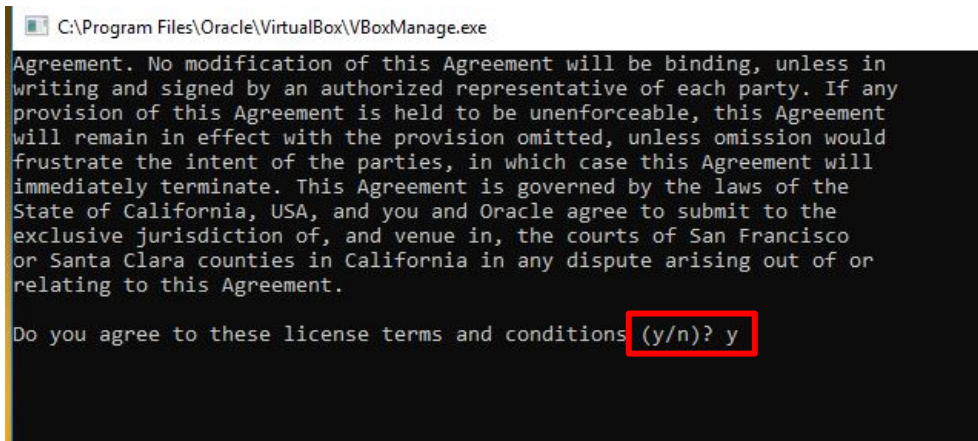 C:\Program Files\Oracle\VirtualBox\VBoxManage.exe
Agreement. No modification of this Agreement will be binding, unless in
writing and signed by an authorized representative of each party. If any
provision of this Agreement is held to be unenforceable, this Agreement
will remain in effect with the provision omitted, unless omission would
frustrate the intent of the parties, in which case this Agreement will
immediately terminate. This Agreement is governed by the laws of the
State of California, USA, and you and Oracle agree to submit to the
exclusive jurisdiction of, and venue in, the courts of San Francisco
or Santa Clara counties in California in any dispute arising out of or
relating to this Agreement.
Do you agree to these license terms and conditions (y/n)? y